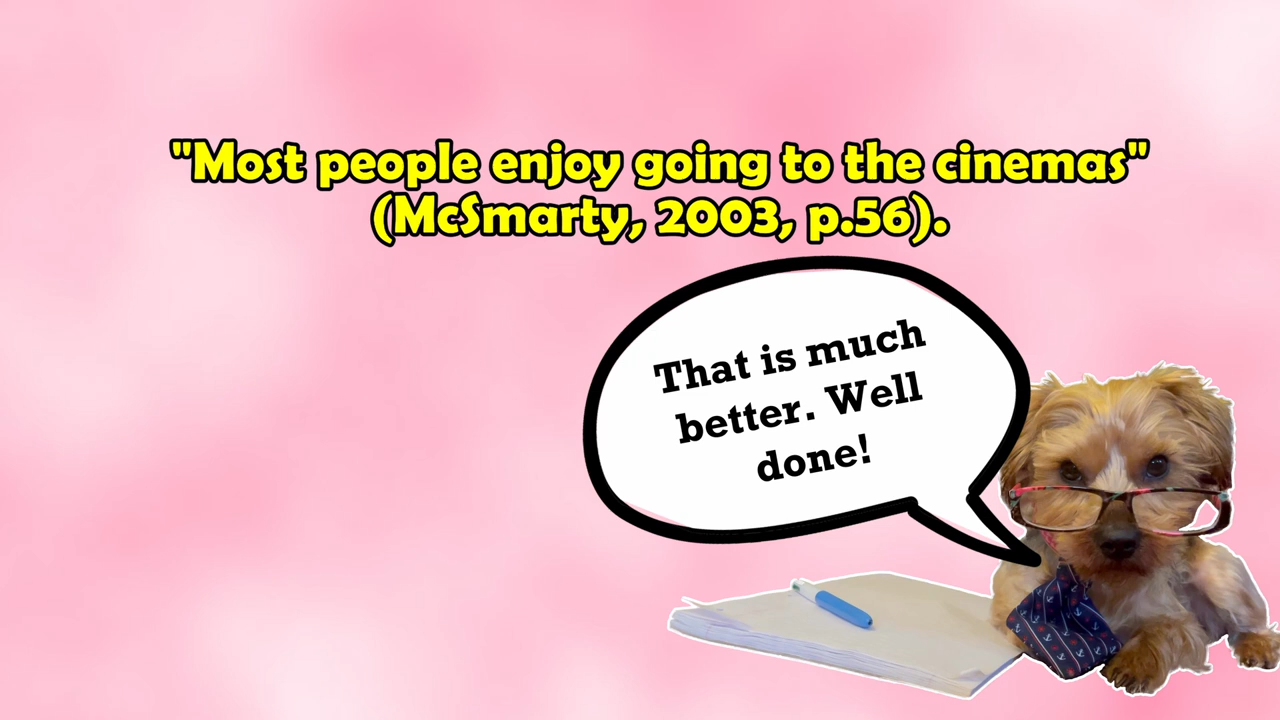 "Most people enjoy going to the cinemas"
(McSmarty, 2003, p.56).
That is much
better. Well
done!